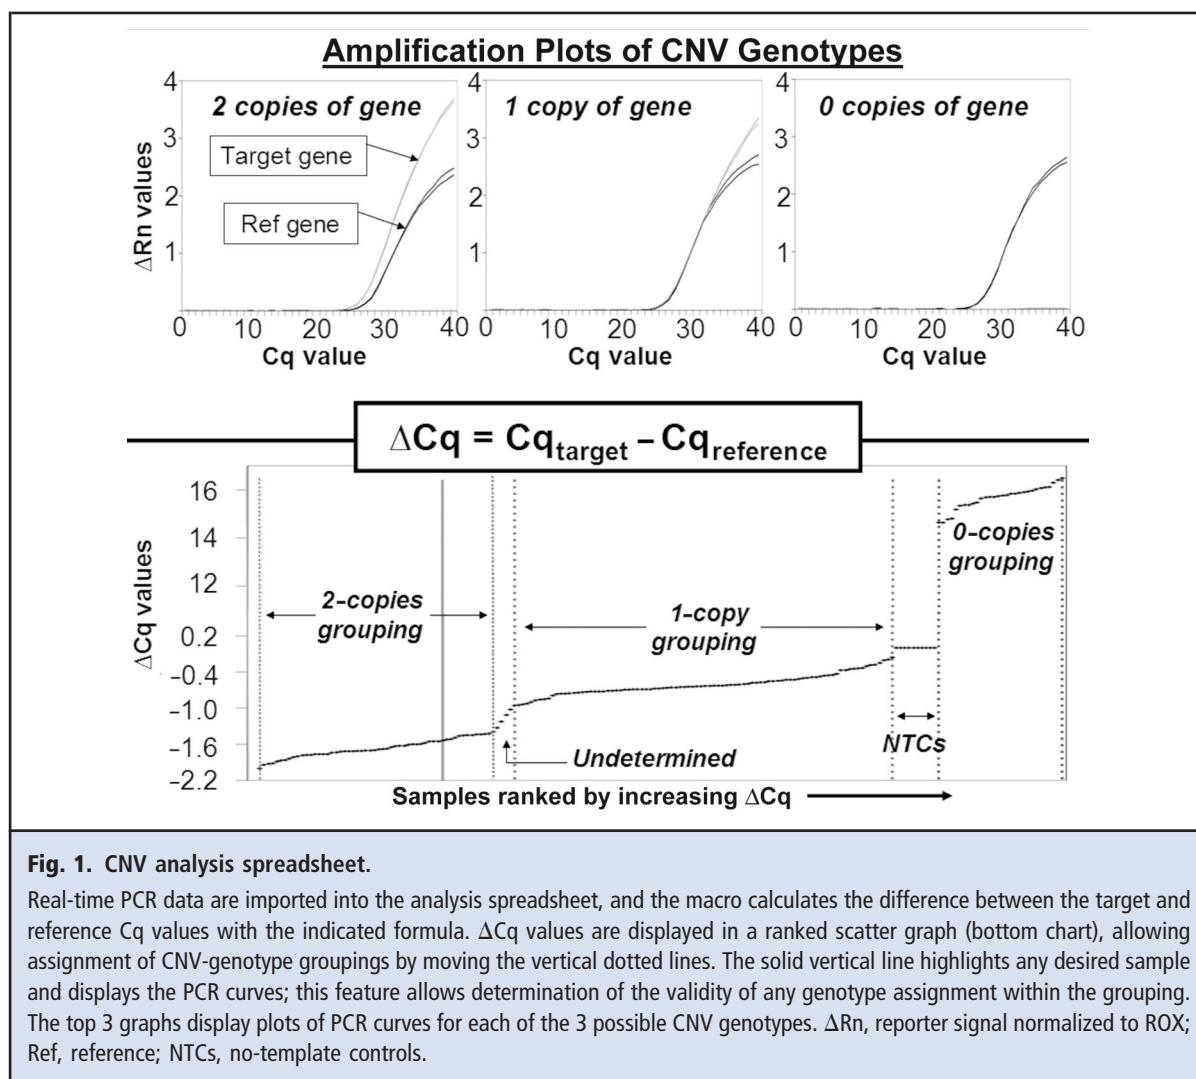 Amplification Plots of CNV Genotypes
4
3
2
1
ΔRn values
2 copies of gene
Target gene
Ref gene
0 10 20 30 40
Cq value
4
3
2
1
1 copy of gene
0 10 20 30 40
Cq value
4
3
2
1
0 copies of gene
0 10 20 30 40
Cq value
ΔCq = Cqtarget – Cqreference
ΔCq values
16
14
12
0.2
–0.4
–1.0
–1.6
–2.2
2-copies
grouping
1-copy
grouping
0-copies
grouping
Undetermined
NTCs
Samples ranked by increasing ΔCq
Fig. 1. CNV analysis spreadsheet.
Real-time PCR data are imported into the analysis spreadsheet, and the macro calculates the difference between the target and
reference Cq values with the indicated formula. ΔCq values are displayed in a ranked scatter graph (bottom chart), allowing
assignment of CNV-genotype groupings by moving the vertical dotted lines. The solid vertical line highlights any desired sample
and displays the PCR curves; this feature allows determination of the validity of any genotype assignment within the grouping.
The top 3 graphs display plots of PCR curves for each of the 3 possible CNV genotypes. ΔRn, reporter signal normalized to ROX;
Ref, reference; NTCs, no-template controls.